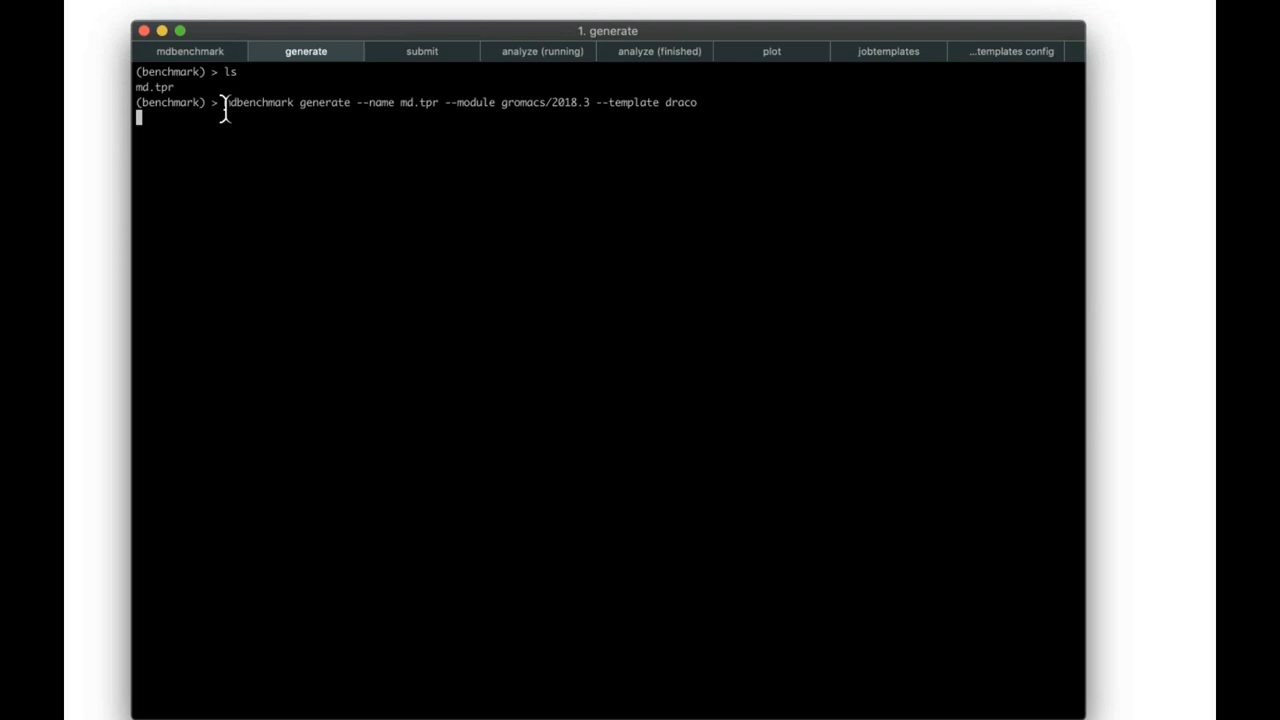 1. generate
mdbenchmark generate submit analyze (running) analyze (finished) plot jobtemplates ...templates config
(benchmark) > ls
md.tpr
(benchmark) > mdbenchmark generate --name md.tpr --module gromacs/2018.3 --template draco